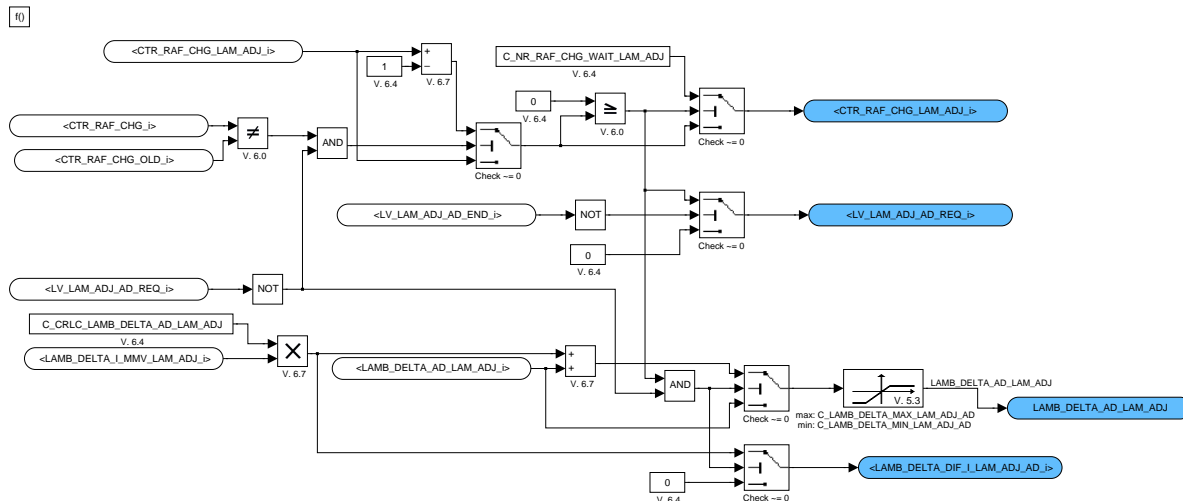 f()
<CTR_RAF_CHG_LAM_ADJ_i>
1
V. 6.4
+
−
V. 6.7
C_NR_RAF_CHG_WAIT_LAM_ADJ
V. 6.4
0
V. 6.4
≥
V. 6.0
Check ~= 0
<CTR_RAF_CHG_LAM_ADJ_i>
<CTR_RAF_CHG_i>
<CTR_RAF_CHG_OLD_i>
≠
V. 6.0
AND
Check ~= 0
<LV_LAM_ADJ_AD_END_i>
NOT
0
V. 6.4
Check ~= 0
<LV_LAM_ADJ_AD_REQ_i>
<LV_LAM_ADJ_AD_REQ_i>
NOT
C_CRLC_LAMB_DELTA_AD_LAM_ADJ
V. 6.4
<LAMB_DELTA_I_MMV_LAM_ADJ_i>
×
V. 6.7
<LAMB_DELTA_AD_LAM_ADJ_i>
+
+
V. 6.7
AND
Check ~= 0
V. 5.3
max: C_LAMB_DELTA_MAX_LAM_ADJ_AD
min: C_LAMB_DELTA_MIN_LAM_ADJ_AD
LAMB_DELTA_AD_LAM_ADJ
LAMB_DELTA_AD_LAM_ADJ
0
V. 6.4
Check ~= 0
<LAMB_DELTA_DIF_I_LAM_ADJ_AD_i>